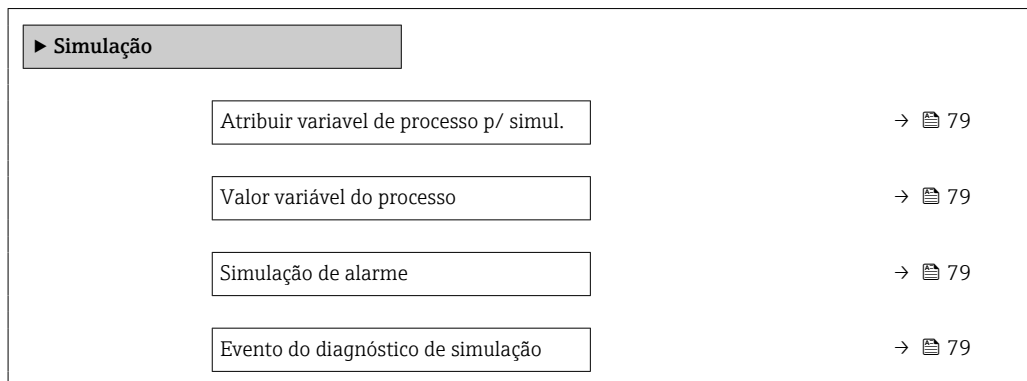 ► Simulação
Atribuir variavel de processo p/ simul. → 79
Valor variável do processo → 79
Simulação de alarme → 79
Evento do diagnóstico de simulação → 79